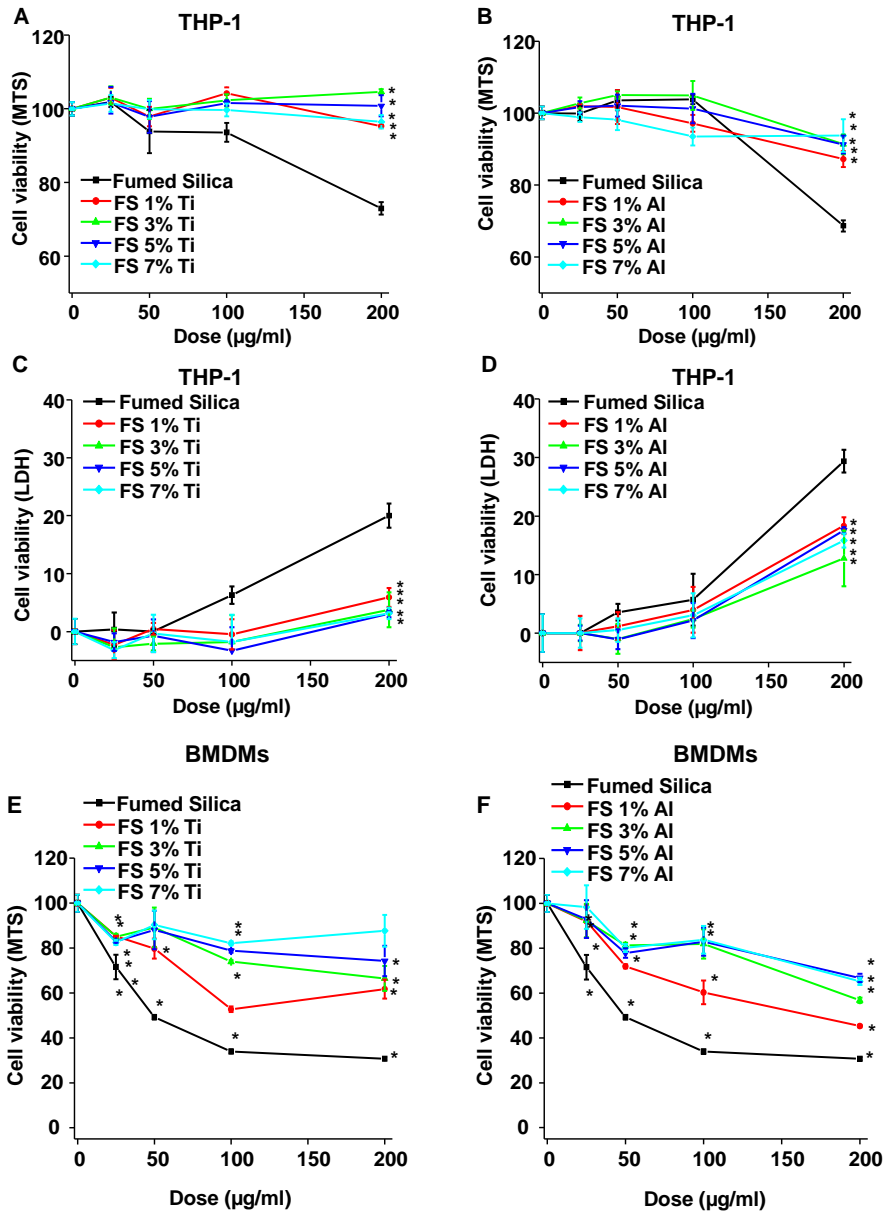 A
THP-1
Cell viability (MTS)
120
100
80
60
Fumed Silica
FS 1% Ti
FS 3% Ti
FS 5% Ti
FS 7% Ti
* * * * *
0 50 100 150 200
Dose (µg/ml)
B
THP-1
Cell viability (MTS)
120
100
80
60
Fumed Silica
FS 1% Al
FS 3% Al
FS 5% Al
FS 7% Al
* * * * *
0 50 100 150 200
Dose (µg/ml)
C
THP-1
Cell viability (LDH)
40
30
20
10
0
Fumed Silica
FS 1% Ti
FS 3% Ti
FS 5% Ti
FS 7% Ti
* * * * *
0 50 100 150 200
Dose (µg/ml)
D
THP-1
Cell viability (LDH)
40
30
20
10
0
Fumed Silica
FS 1% Al
FS 3% Al
FS 5% Al
FS 7% Al
* * * * *
0 50 100 150 200
Dose (µg/ml)
BMDMs
E
Fumed Silica
FS 1% Ti
FS 3% Ti
FS 5% Ti
FS 7% Ti
Cell viability (MTS)
120
100
80
60
40
20
0
0 50 100 150 200
Dose (µg/ml)
BMDMs
F
Fumed Silica
FS 1% Al
FS 3% Al
FS 5% Al
FS 7% Al
Cell viability (MTS)
120
100
80
60
40
20
0
0 50 100 150 200
Dose (µg/ml)